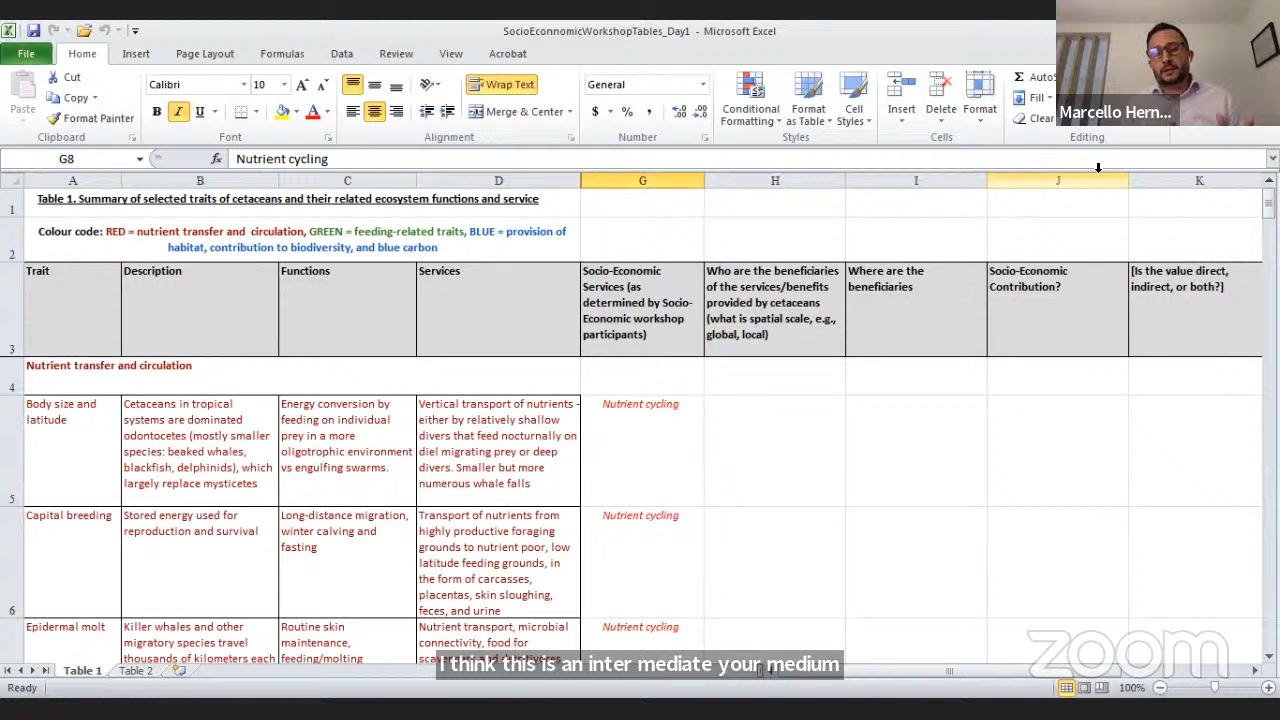 SocioEconnomicWorkshopTables_Day1 - Microsoft Excel
File Home Insert Page Layout Formulas Data Review View Acrobat
Marcello Hern...
Paste
Cut
Copy
Format Painter
Clipboard
Calibri 10
B I U
Font
Wrap Text
Merge & Center
Alignment
General
$ % ,
Number
Conditional Formatting
Format as Table
Cell Styles
Styles
Insert Delete Format
Cells
Fill
Editing
G8 fx Nutrient cycling
A B C D G H I J K
1 Table 1. Summary of selected traits of cetaceans and their related ecosystem functions and service
2 Colour code: RED = nutrient transfer and circulation, GREEN = feeding-related traits, BLUE = provision of
habitat, contribution to biodiversity, and blue carbon
3
Trait
Description
Functions
Services
Socio-Economic
Services (as
determined by Socio-
Economic workshop
participants)
Who are the beneficiaries
of the services/benefits
provided by cetaceans
(what is spatial scale, e.g.,
global, local)
Where are the
beneficiaries
Socio-Economic
Contribution?
[Is the value direct,
indirect, or both?]
4 Nutrient transfer and circulation
5
Body size and
latitude
Cetaceans in tropical
systems are dominated
odontocetes (mostly smaller
species: beaked whales,
blackfish, delphinids), which
largely replace mysticetes
Energy conversion by
feeding on individual
prey in a more
oligotrophic environment
vs engulfing swarms.
Vertical transport of nutrients -
either by relatively shallow
divers that feed nocturnally on
diel migrating prey or deep
divers. Smaller but more
numerous whale falls
Nutrient cycling
6
Capital breeding
Stored energy used for
reproduction and survival
Long-distance migration,
winter calving and
fasting
Transport of nutrients from
highly productive foraging
grounds to nutrient poor, low
latitude feeding grounds, in
the form of carcasses,
placentas, skin sloughing,
feces, and urine
Nutrient cycling
Epidermal molt
Killer whales and other
migratory species travel
thousands of kilometers each
Routine skin
maintenance,
feeding/molting
Nutrient transport, microbial
connectivity, food for
Nutrient cycling
I think this is an inter mediate your medium
zoom
Table 1 Table 2
Ready
100%